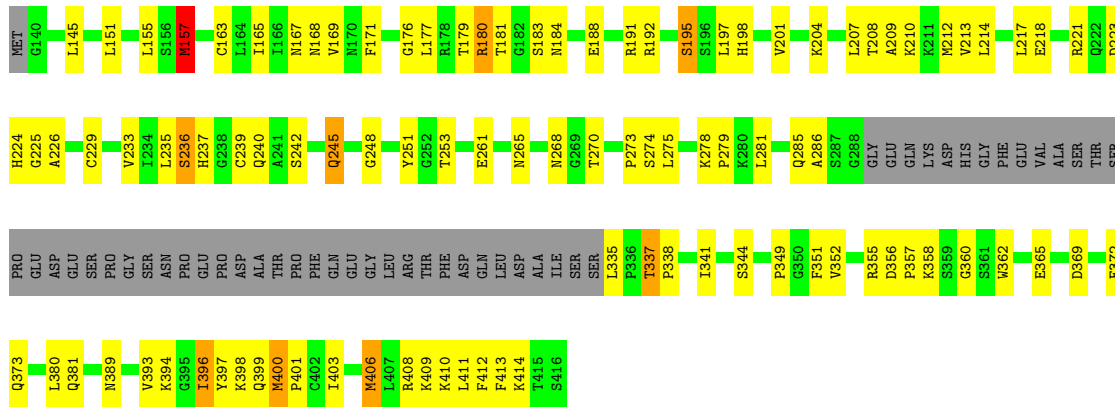 MET G140 L145 L151 L155 S156 M157 C163 L164 I165 I166 N167 N168 V169 N170 F171 G176 L177 R178 T179 R180 T181 G182 S183 N184 E188 R191 R192 S195 S196 L197 H198 V201 K204 L207 T208 A209 K210 K211 M212 V213 L214 L217 E218 R221 Q222
H224 G225 A226 C229 V233 I234 L235 S236 H237 G238 C239 Q240 A241 S242 Q245 G248 Y251 G252 T253 E261 N265 N268 G269 T270 P273 S274 L275 K278 P279 K280 L281 Q285 A286 S287 G288 GLY GLU GLN LYS ASP HIS GLY PHE GLU VAL ALA SER THR SER
PRO GLU ASP GLU SER PRO GLY SER ASN PRO GLU PRO ASP ALA THR PRO PHE GLN GLU GLY LEU ARG THR PHE ASP GLN LEU ASP ALA ILE SER SER L335 P336 T337 P338 I341 S344 P349 G350 F351 V352 R355 D356 P357 K358 S359 G360 S361 W362 E365 D369
Q373 L380 Q381 N389 V393 K394 G395 I396 Y397 K398 Q399 M400 P401 C402 I403 M406 L407 R408 K409 K410 L411 F412 F413 K414 T415 S416